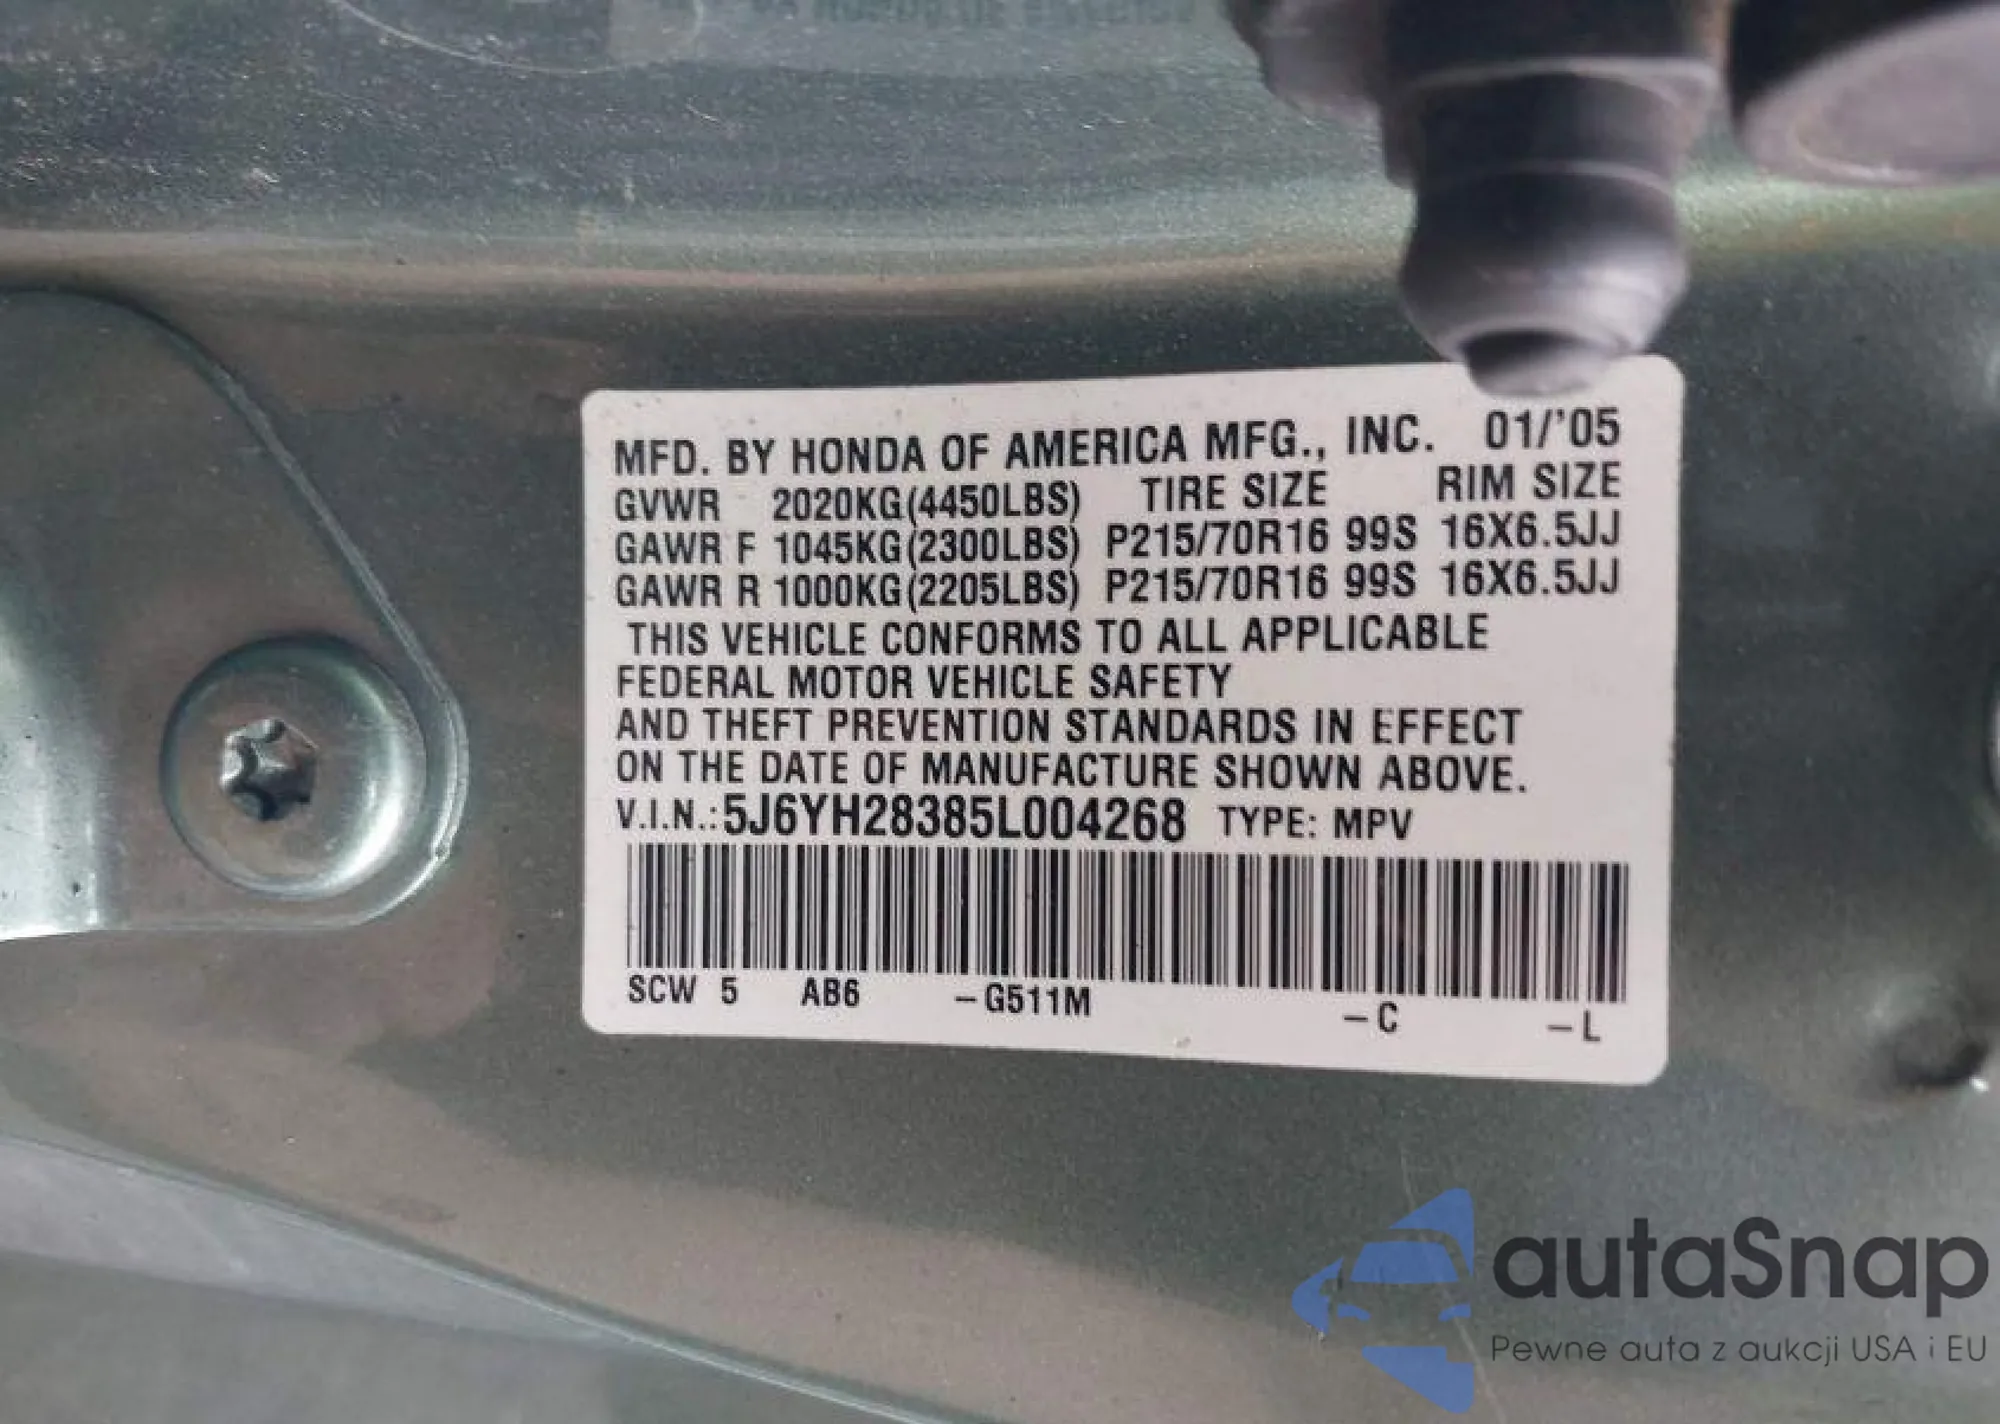 MFD. BY HONDA OF AMERICA MFG., INC. 01/'05
GVWR 2020KG(4450LBS) TIRE SIZE RIM SIZE
GAWR F 1045KG(2300LBS) P215/70R16 99S 16X6.5JJ
GAWR R 1000KG(2205LBS) P215/70R16 99S 16X6.5JJ
THIS VEHICLE CONFORMS TO ALL APPLICABLE
FEDERAL MOTOR VEHICLE SAFETY
AND THEFT PREVENTION STANDARDS IN EFFECT
ON THE DATE OF MANUFACTURE SHOWN ABOVE.
V.I.N.:5J6YH28385L004268 TYPE: MPV
SCW 5 AB6 -G511M -C -L
autaSnap
Pewne auta z aukcji USA i EU